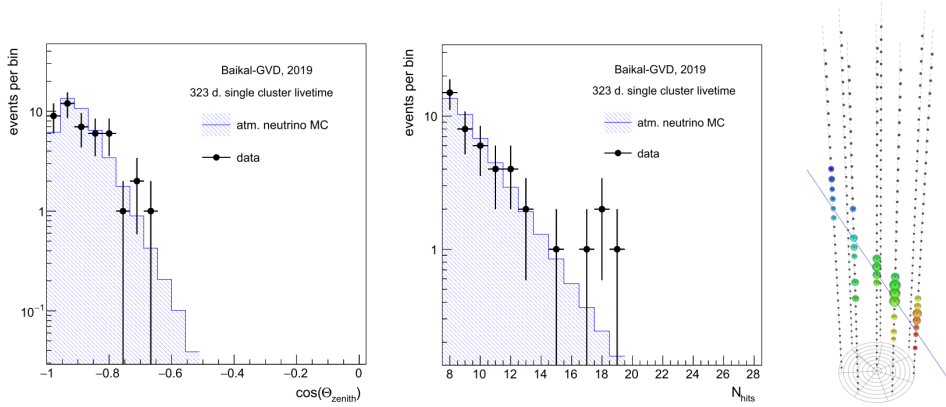 events per bin
10
1
10⁻¹
Baikal-GVD, 2019
323 d. single cluster livetime
atm. neutrino MC
data
−1 −0.8 −0.6 −0.4 −0.2 0
cos(Θzenith)
events per bin
10
1
Baikal-GVD, 2019
323 d. single cluster livetime
atm. neutrino MC
data
8 10 12 14 16 18 20 22 24 26 28
Nhits